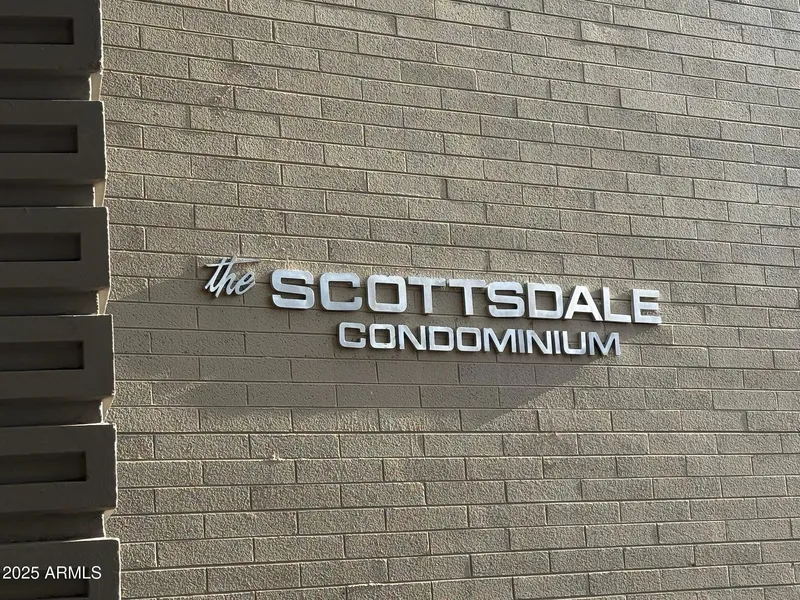 the SCOTTSDALE
CONDOMINIUM
2025 ARMLS